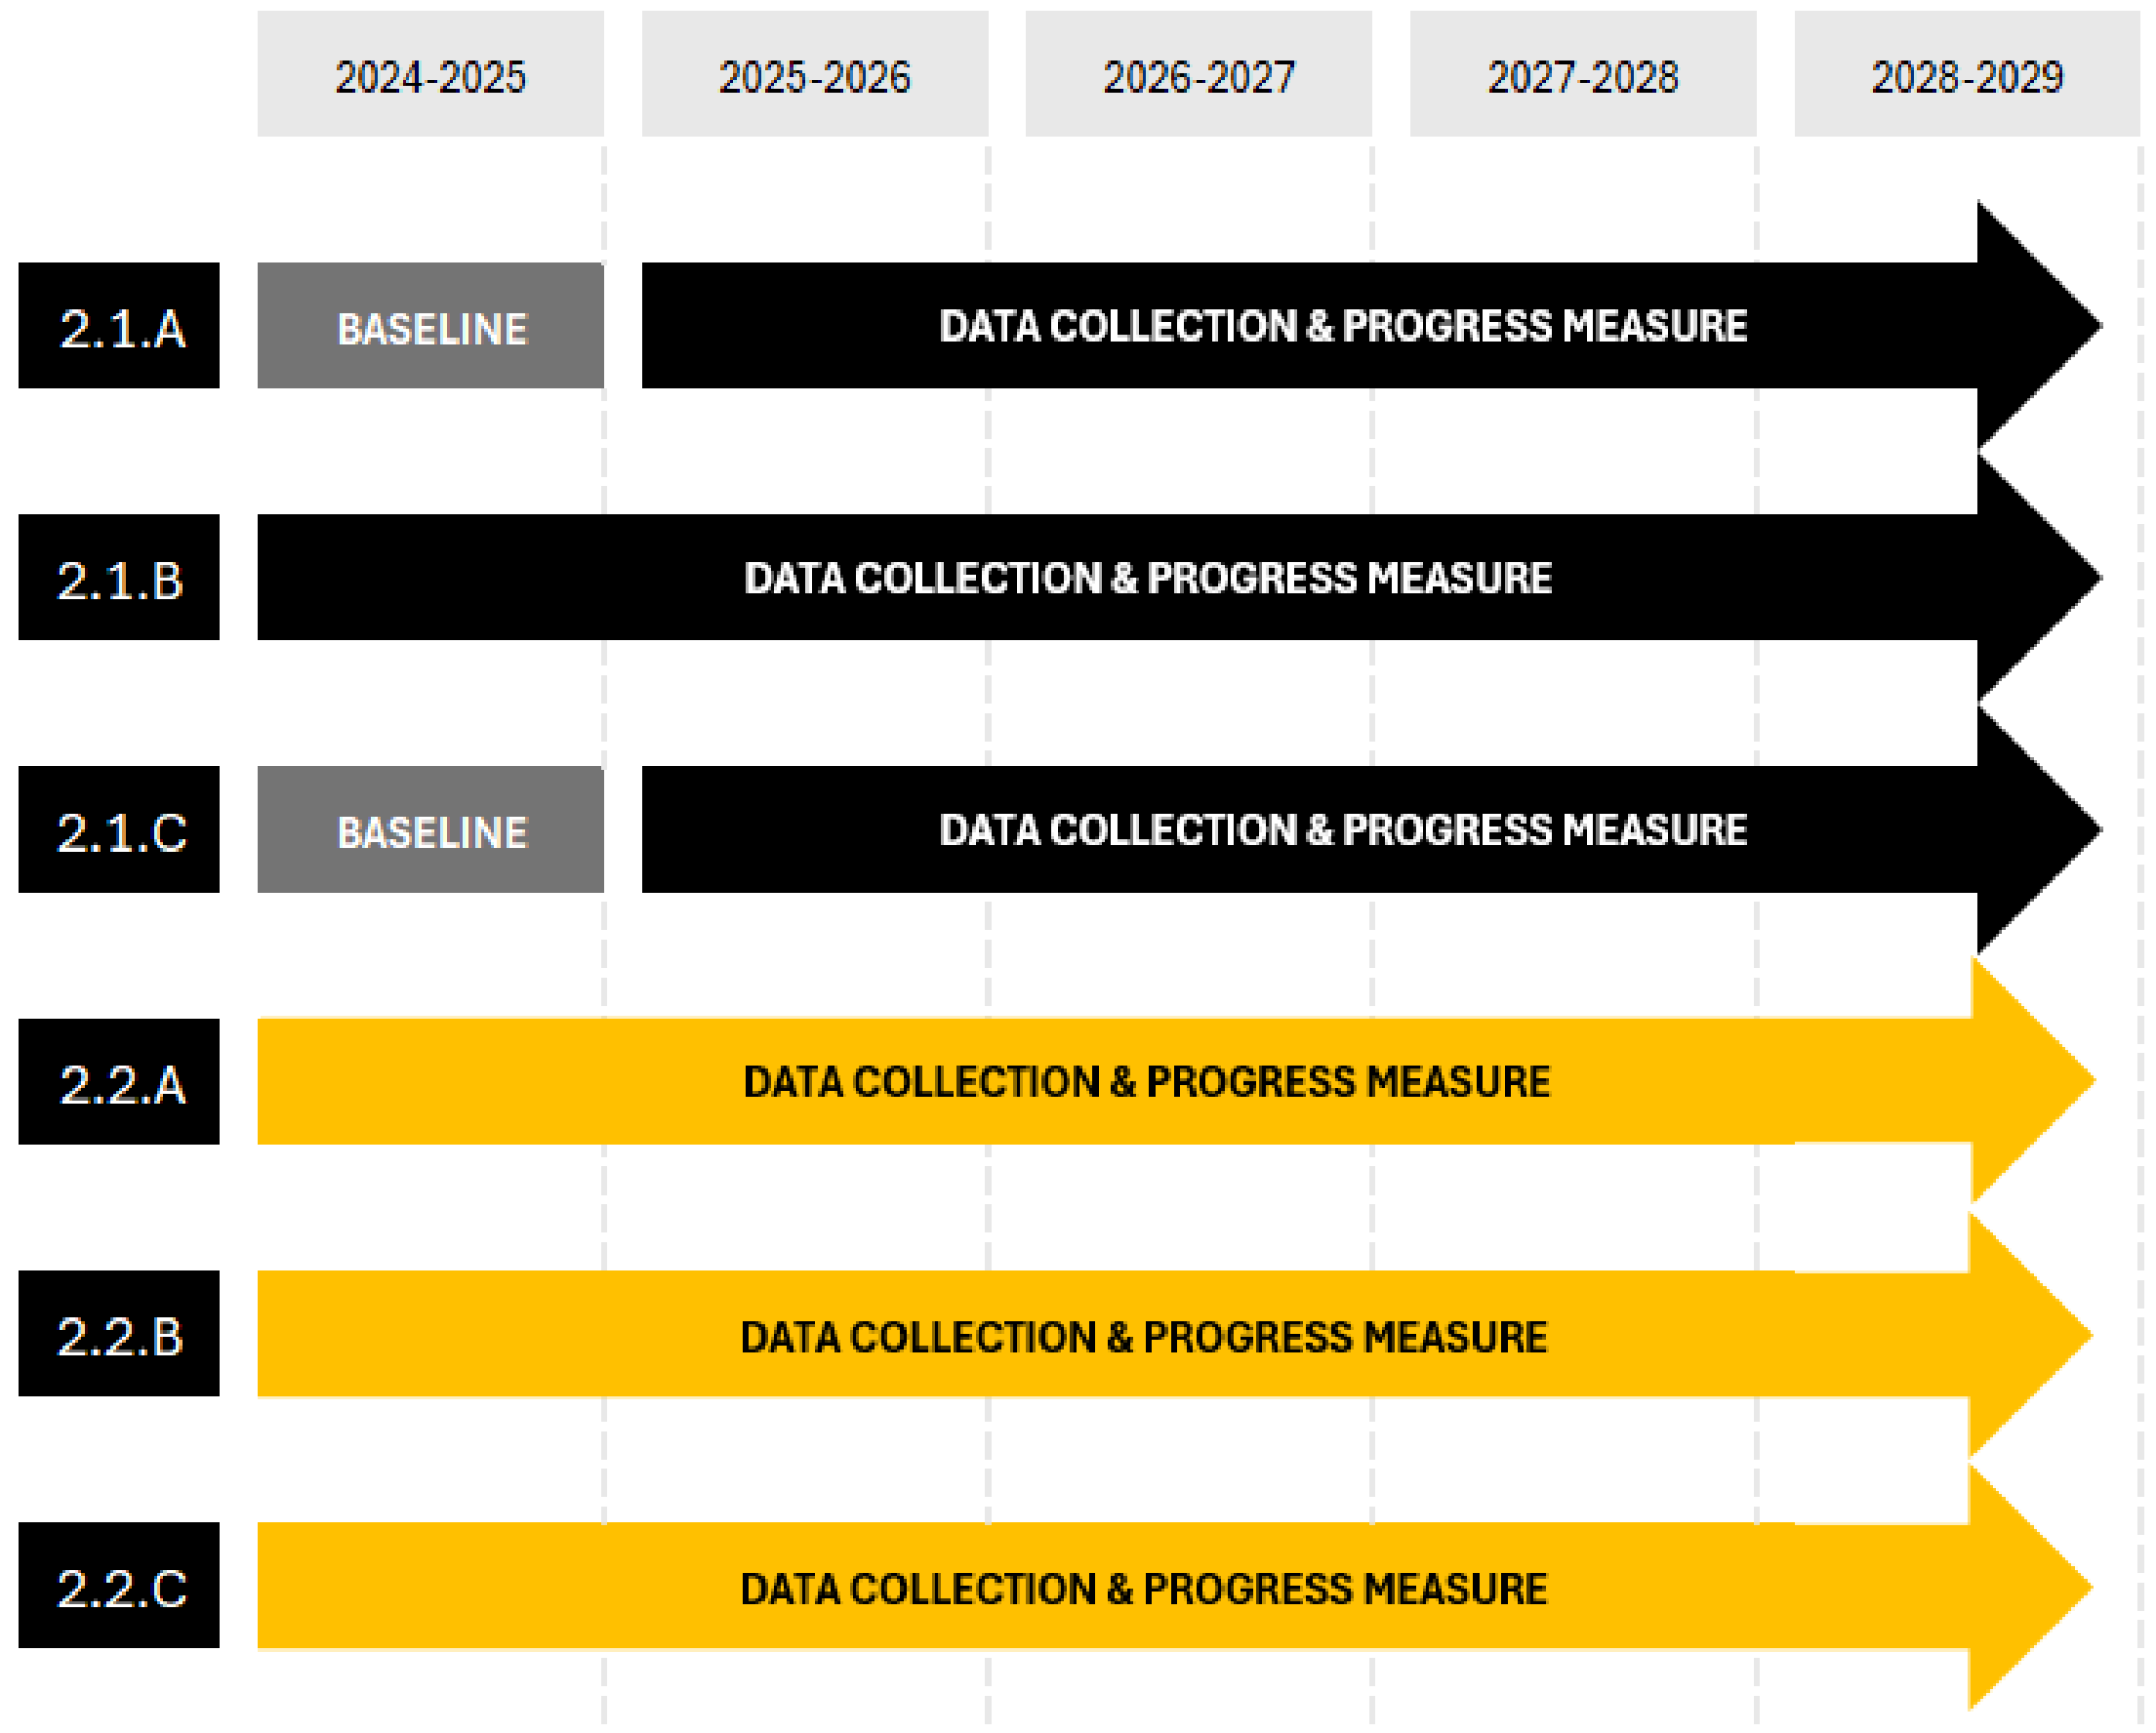 2024-2025 2025-2026 2026-2027 2027-2028 2028-2029
2.1.A BASELINE DATA COLLECTION & PROGRESS MEASURE
2.1.B DATA COLLECTION & PROGRESS MEASURE
2.1.C BASELINE DATA COLLECTION & PROGRESS MEASURE
2.2.A DATA COLLECTION & PROGRESS MEASURE
2.2.B DATA COLLECTION & PROGRESS MEASURE
2.2.C DATA COLLECTION & PROGRESS MEASURE